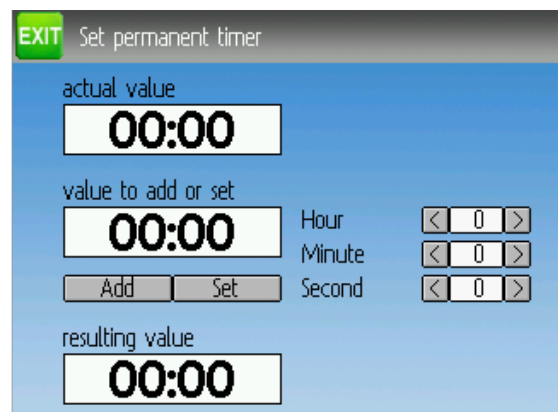 EXIT Set permanent timer
actual value
00:00
value to add or set
00:00
Hour < 0 >
Minute < 0 >
Add Set Second < 0 >
resulting value
00:00